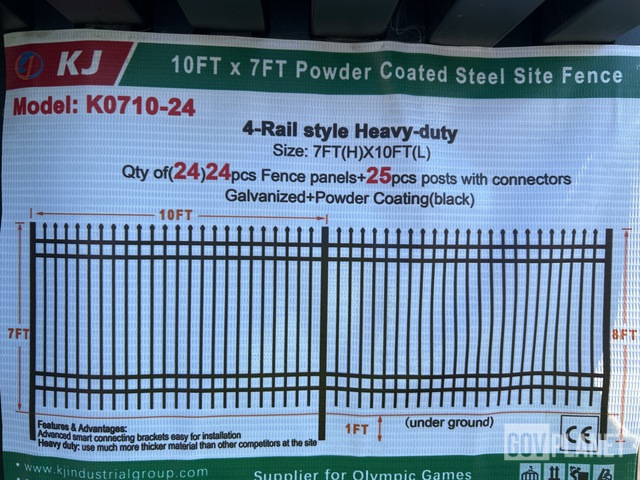 KJ
10FT x 7FT Powder Coated Steel Site Fence
Model: K0710-24
4-Rail style Heavy-duty
Size: 7FT(H)X10FT(L)
Qty of(24)24pcs Fence panels+25pcs posts with connectors
Galvanized+Powder Coating(black)
10FT
7FT
8FT
1FT
(under ground)
Features & Advantages:
Advanced smart connecting brackets easy for installation
Heavy duty: use much more thicker material than other competitors at the site
CE
GOVPLANET
• www.kjindustrialgroup.com
Supplier for Olympic Games